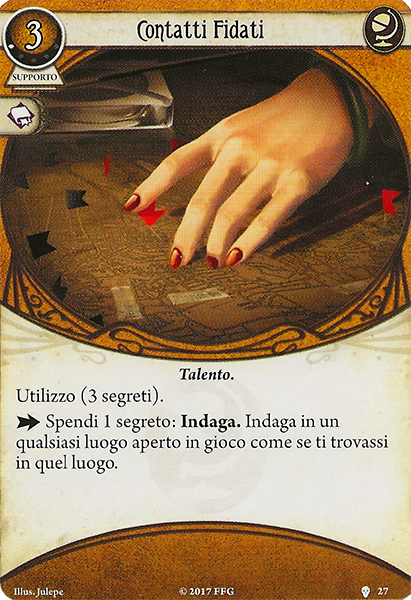 3
Contatti Fidati
SUPPORTO
Talento.
Utilizzo (3 segreti).
Spendi 1 segreto: Indaga. Indaga in un
qualsiasi luogo aperto in gioco come se ti trovassi
in quel luogo.
Illus. Julepe
© 2017 FFG
27